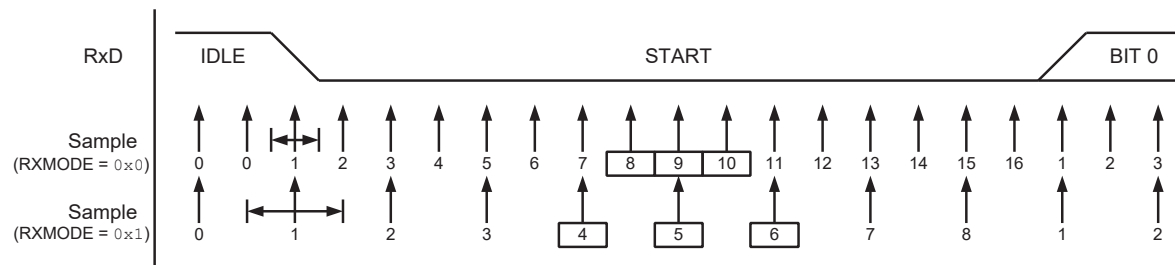 RxD IDLE START BIT 0
Sample
(RXMODE = 0x0) 0 0 1 2 3 4 5 6 7 8 9 10 11 12 13 14 15 16 1 2 3
Sample
(RXMODE = 0x1) 0 1 2 3 4 5 6 7 8 1 2